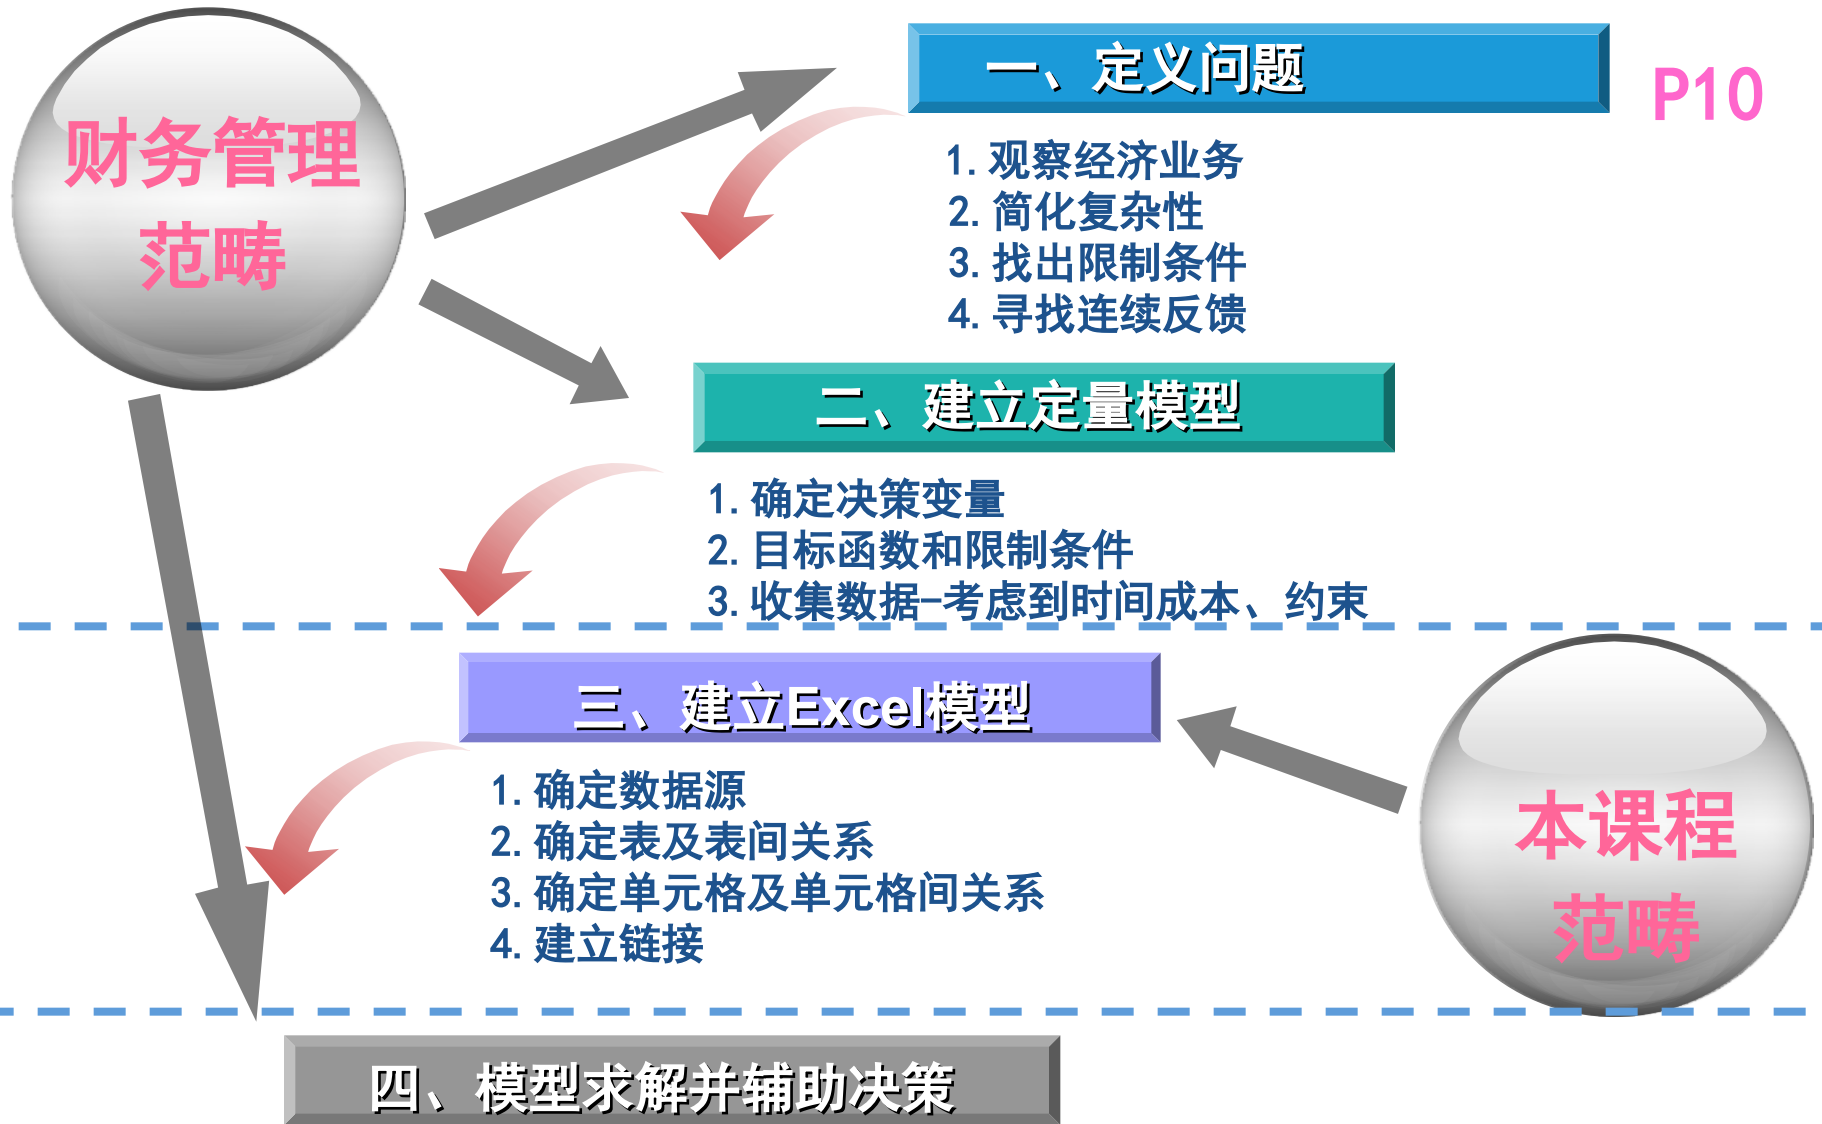 财务管理
范畴
一、定义问题
P10
1.观察经济业务
2.简化复杂性
3.找出限制条件
4.寻找连续反馈
二、建立定量模型
1.确定决策变量
2.目标函数和限制条件
3.收集数据-考虑到时间成本、约束
三、建立Excel模型
1.确定数据源
2.确定表及表间关系
3.确定单元格及单元格间关系
4.建立链接
本课程
范畴
四、模型求解并辅助决策